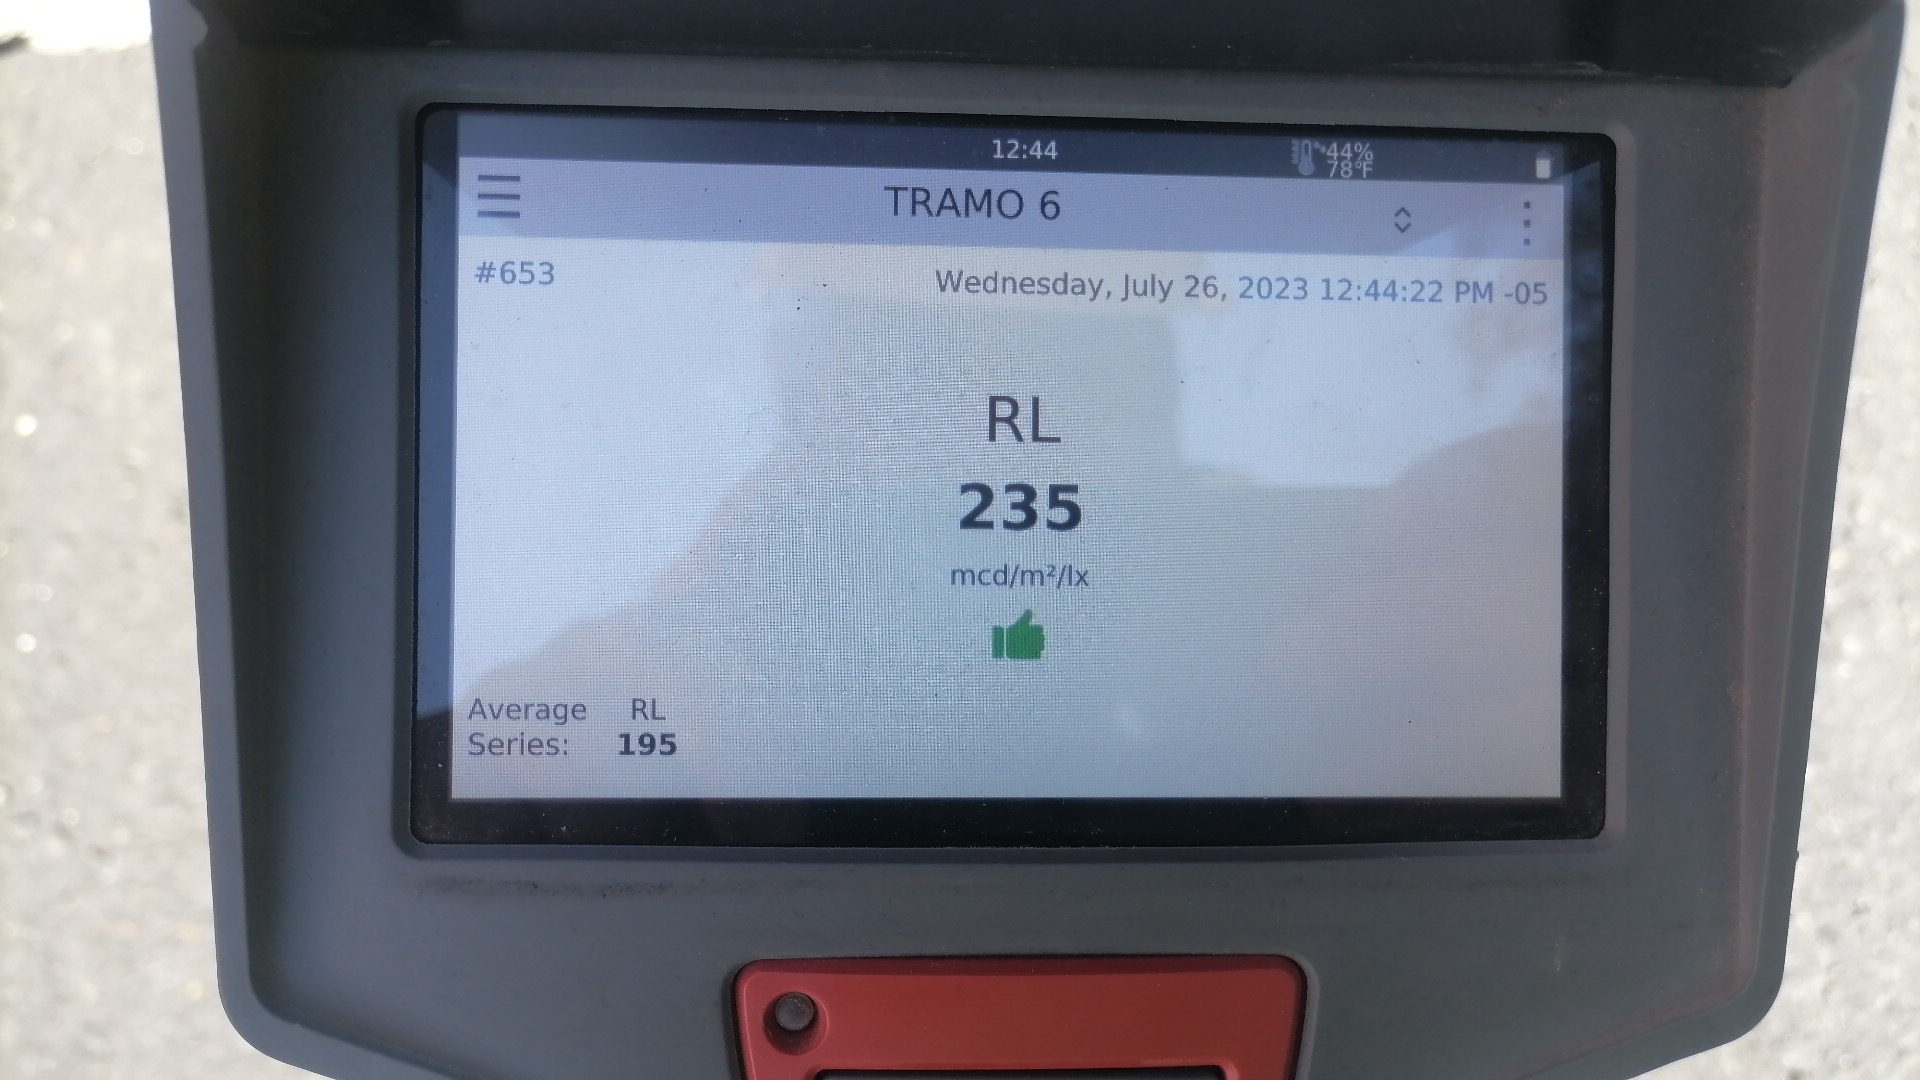 12:44
44%
78°F
TRAMO 6
#653
Wednesday, July 26, 2023 12:44:22 PM -05
RL
235
mcd/m²/lx
Average RL
Series: 195